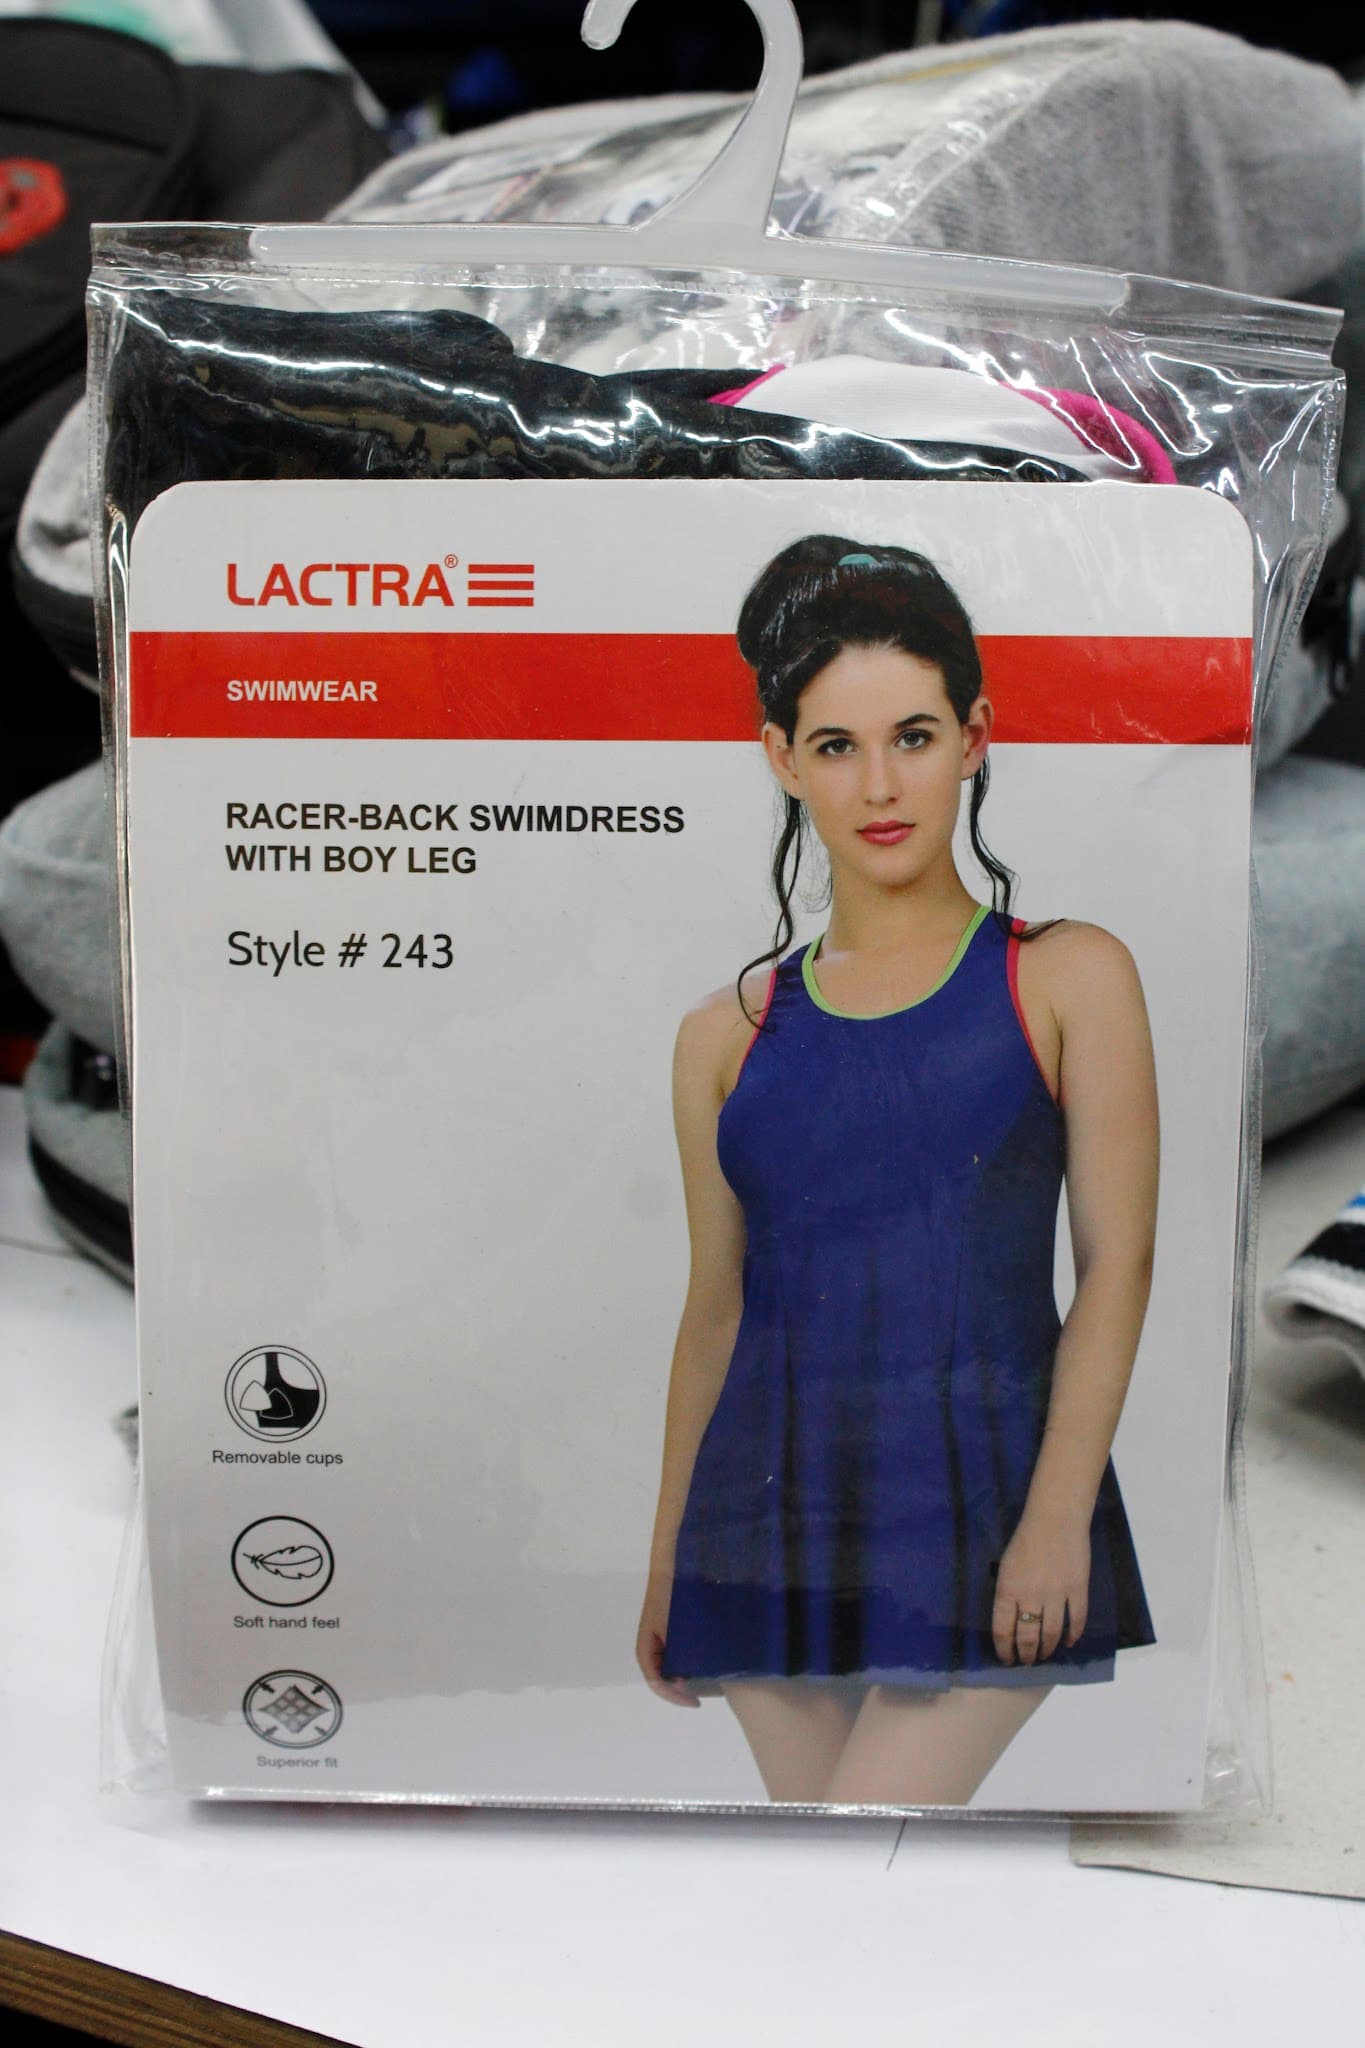 LACTRA®
SWIMWEAR
RACER-BACK SWIMDRESS
WITH BOY LEG
Style # 243
Removable cups
Soft hand feel
Superior fit